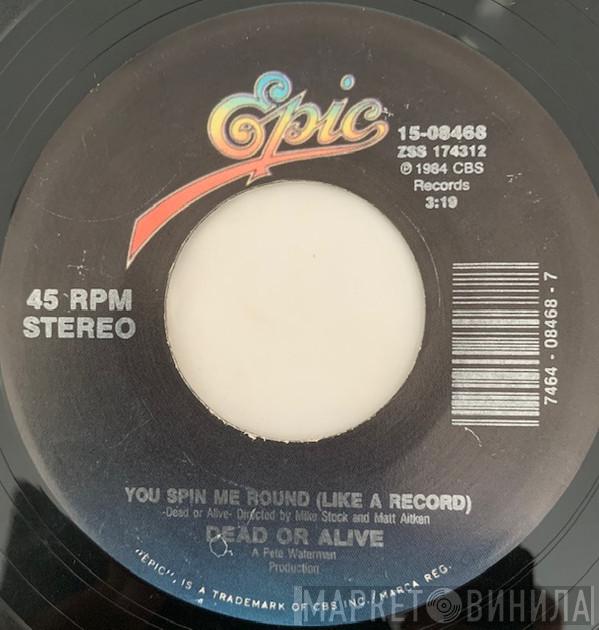 Epic
15-08468
ZSS 174312
℗ 1984 CBS
Records
3:19
45 RPM
STEREO
7464 - 08468 - 7
YOU SPIN ME ROUND (LIKE A RECORD)
-Dead or Alive- Directed by Mike Stock and Matt Aitken
DEAD OR ALIVE
A Pete Waterman
Production
"EPIC", IS A TRADEMARK OF CBS INC./MARCA REG.
МАРКЕТ ВИНИЛА